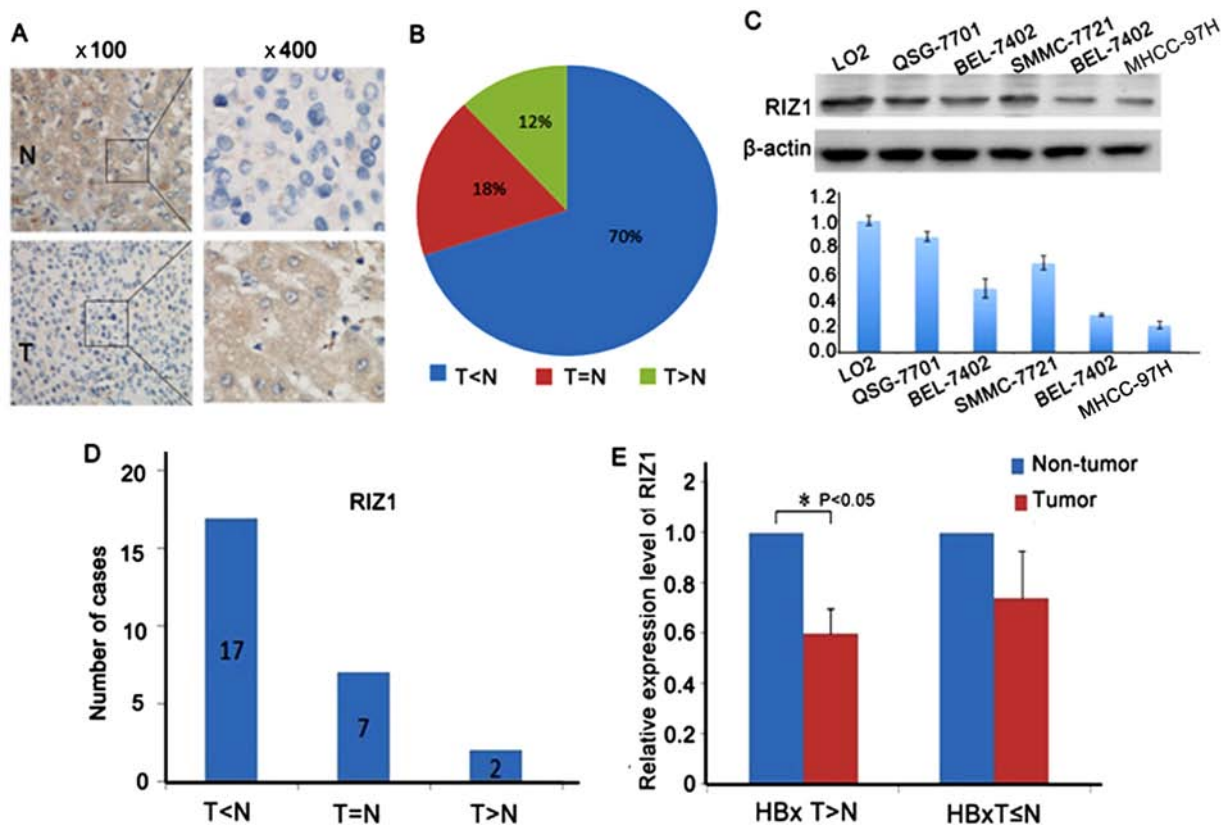 A
x100 x400
N
T
B
12%
18%
70%
T<N T=N T>N
C
LO2 QSG-7701 BEL-7402 SMMC-7721 BEL-7402 MHCC-97H
RIZ1
β-actin
1.2
1.0
0.8
0.6
0.4
0.2
0.0
LO2 QSG-7701 BEL-7402 SMMC-7721 BEL-7402 MHCC-97H
D
RIZ1
Number of cases
20
15
10
5
0
17
7
2
T<N T=N T>N
E
Relative expression level of RIZ1
Non-tumor
Tumor
2
1.0
0.8
0.6
0.4
0.2
0
* P<0.05
HBx T>N HBxT≤N